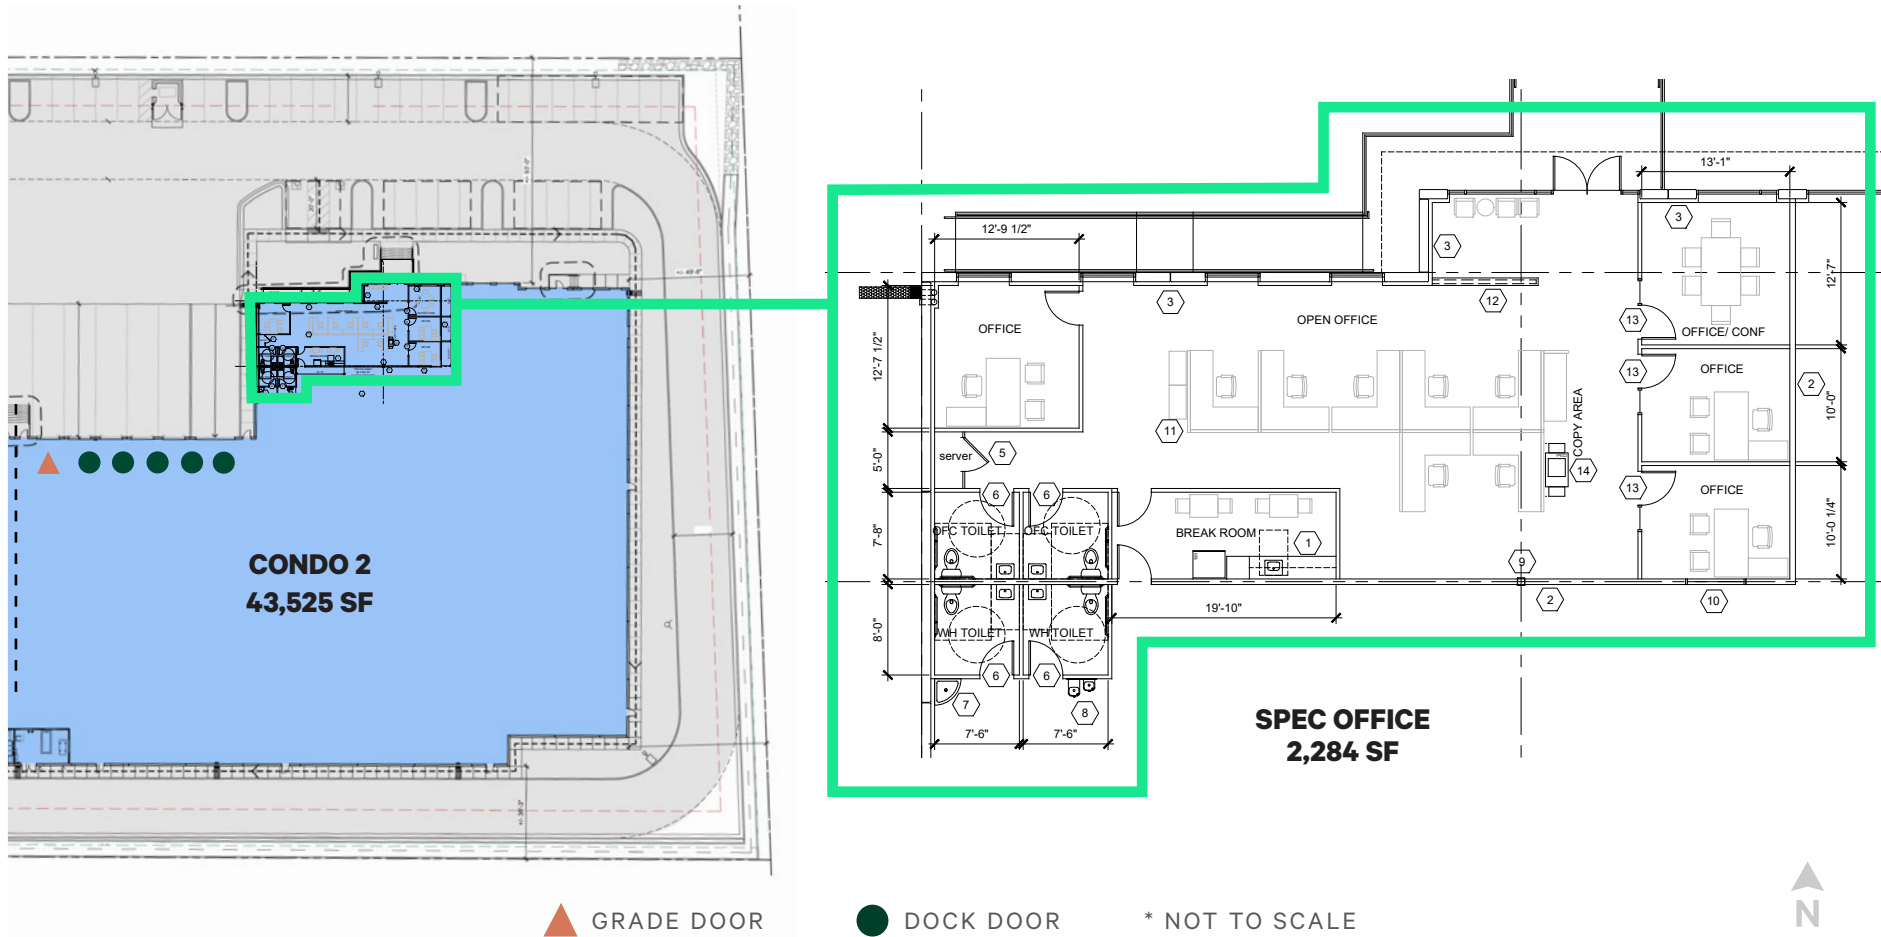 CONDO 2
43,525 SF
13'-1"
3
12'-9 1/2"
3
12'-7"
3
12
OPEN OFFICE
OFFICE
13
OFFICE/ CONF
12'-7 1/2"
13
OFFICE
2
10'-0"
COPY AREA
11
server
5
5'-0"
14
13
OFFICE
6
6
10'-0 1/4"
OFC TOILET
OFC TOILET
BREAK ROOM
1
7'-8"
9
2
10
19'-10"
8'-0"
WH TOILET
WH TOILET
6
6
7
8
7'-6"
7'-6"
SPEC OFFICE
2,284 SF
GRADE DOOR
DOCK DOOR
* NOT TO SCALE
N